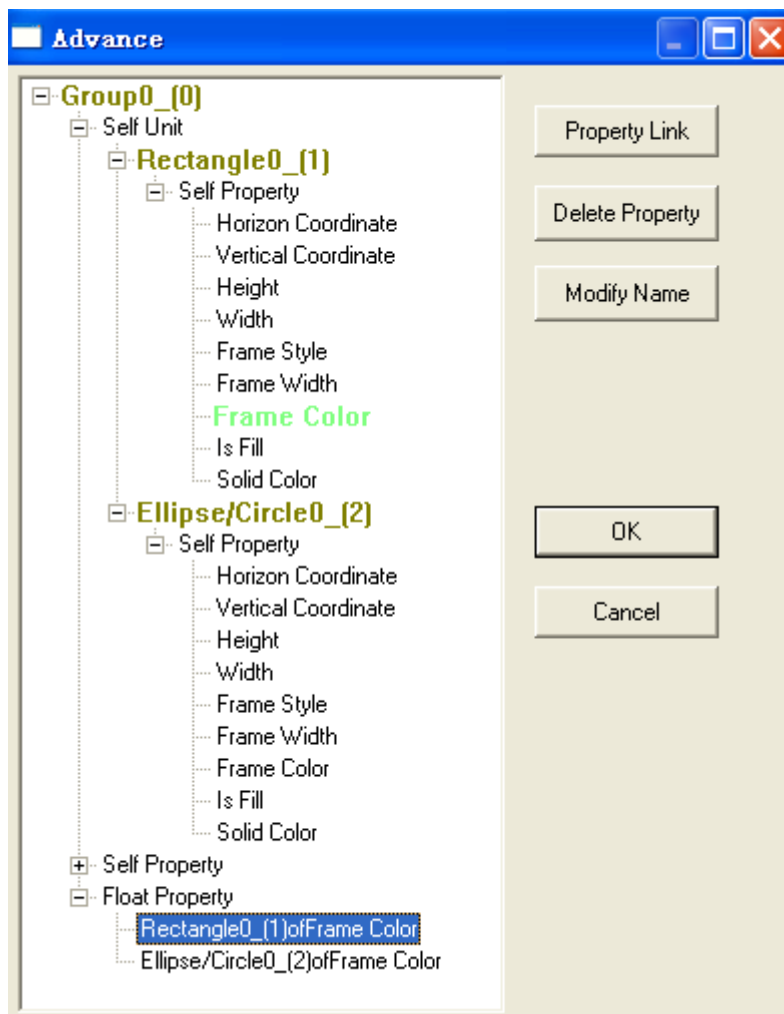 Advance
Group0_(0)
Self Unit
Rectangle0_(1)
Self Property
Horizon Coordinate
Vertical Coordinate
Height
Width
Frame Style
Frame Width
Frame Color
Is Fill
Solid Color
Ellipse/Circle0_(2)
Self Property
Horizon Coordinate
Vertical Coordinate
Height
Width
Frame Style
Frame Width
Frame Color
Is Fill
Solid Color
Self Property
Float Property
Rectangle0_(1)ofFrame Color
Ellipse/Circle0_(2)ofFrame Color
Property Link
Delete Property
Modify Name
OK
Cancel